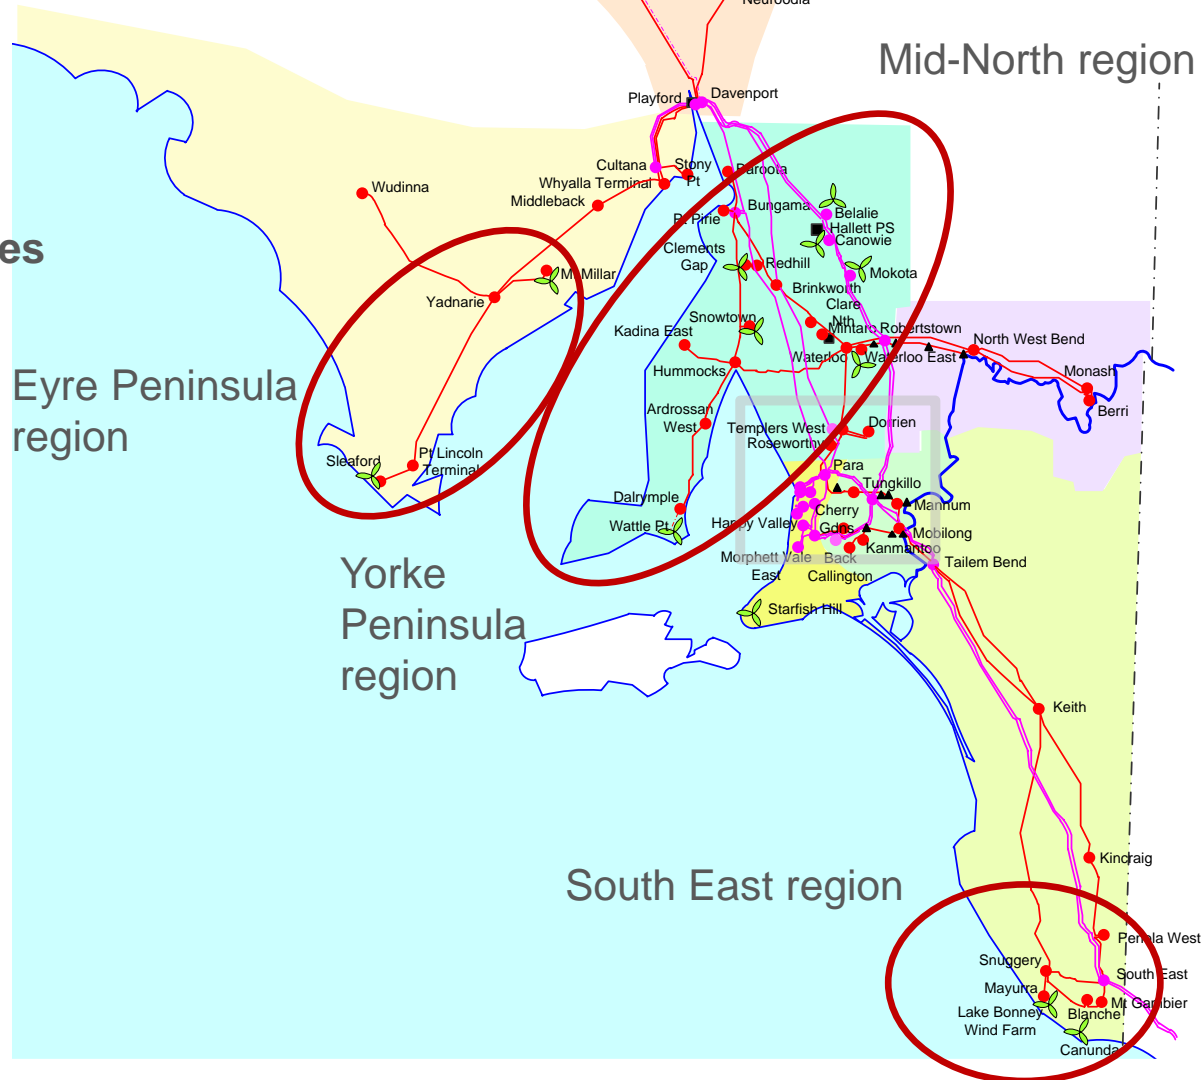 Neuroodla
Mid-North region
Playford
Davenport
Cultana
Stony
Pt
Baroota
Whyalla Terminal
Wudinna
Middleback
Pt Pirie
Bungama
Belalie
Hallett PS
Canowie
es
Clements
Gap
Redhill
Mokota
Mt Millar
Brinkworth
Yadnarie
Clare
Nth
Snowtown
Kadina East
Mintaro
Robertstown
North West Bend
Waterloo
Waterloo East
Hummocks
Monash
Berri
Eyre Peninsula
region
Ardrossan
West
Templers West
Dorrien
Roseworthy
Sleaford
Pt Lincoln
Terminal
Para
Tungkillo
Dalrymple
Wattle Pt
Mannum
Cherry
Gdns
Happy Valley
Mobilong
Kanmantoo
Morphett Vale
East
Back
Callington
Tailem Bend
Yorke
Peninsula
region
Starfish Hill
Keith
Kincraig
South East region
Penola West
Snuggery
South East
Mayurra
Mt Gambier
Lake Bonney
Wind Farm
Blanche
Canunda